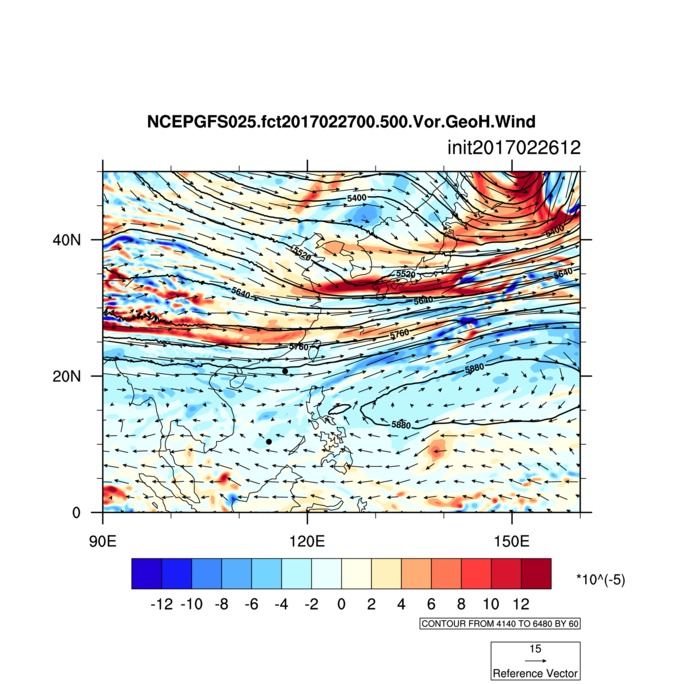 NCEPGFS025.fct2017022700.500.Vor.GeoH.Wind
init2017022612
5400
40N
5520
5400
5520
5640
5640
5640
5760
5760
5880
20N
5880
0
90E 120E 150E
*10^(-5)
-12 -10 -8 -6 -4 -2 0 2 4 6 8 10 12
CONTOUR FROM 4140 TO 6480 BY 60
15
Reference Vector